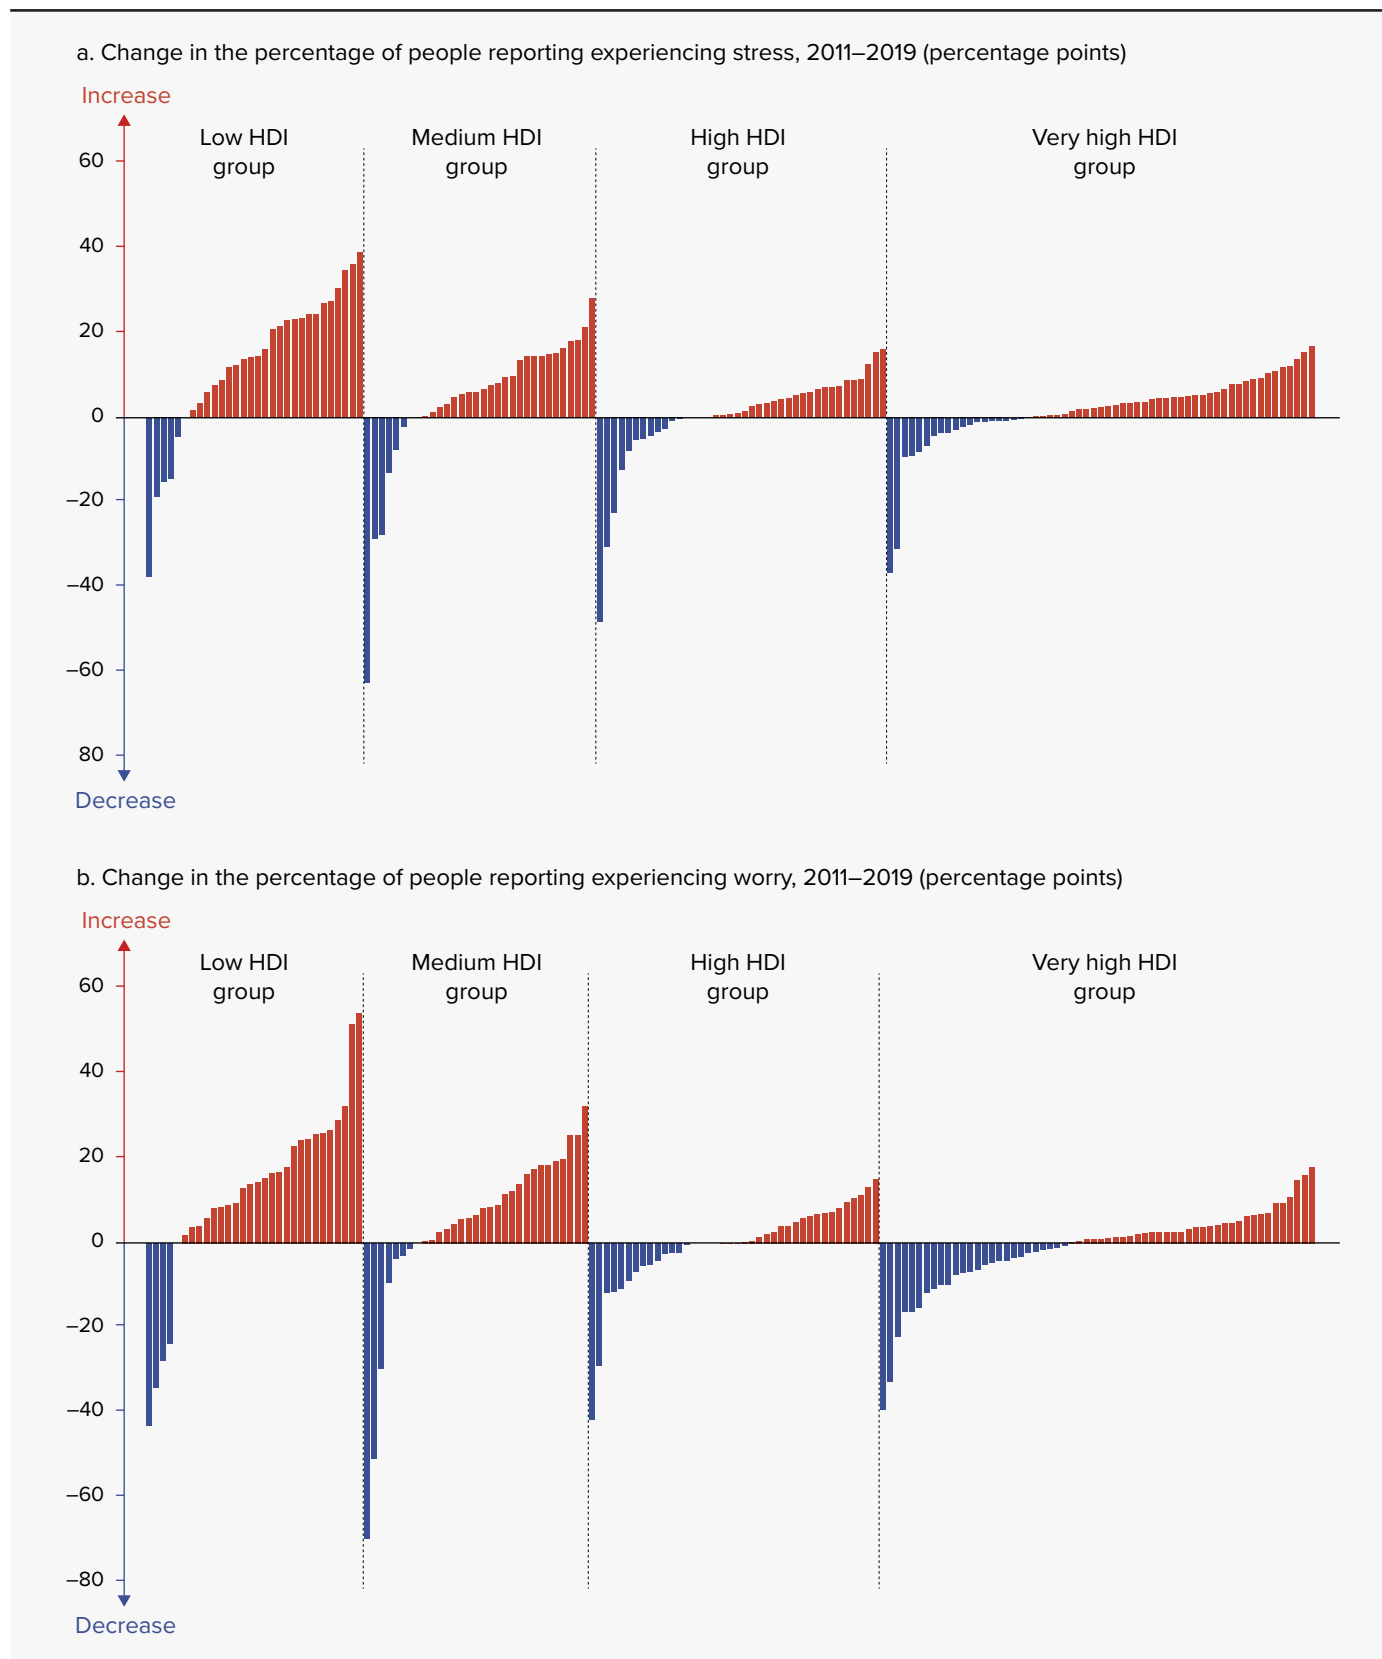 a. Change in the percentage of people reporting experiencing stress, 2011–2019 (percentage points)
Increase
Low HDI
group
Medium HDI
group
High HDI
group
Very high HDI
group
60
40
20
0
–20
–40
–60
80
Decrease
b. Change in the percentage of people reporting experiencing worry, 2011–2019 (percentage points)
Increase
Low HDI
group
Medium HDI
group
High HDI
group
Very high HDI
group
60
40
20
0
–20
–40
–60
–80
Decrease